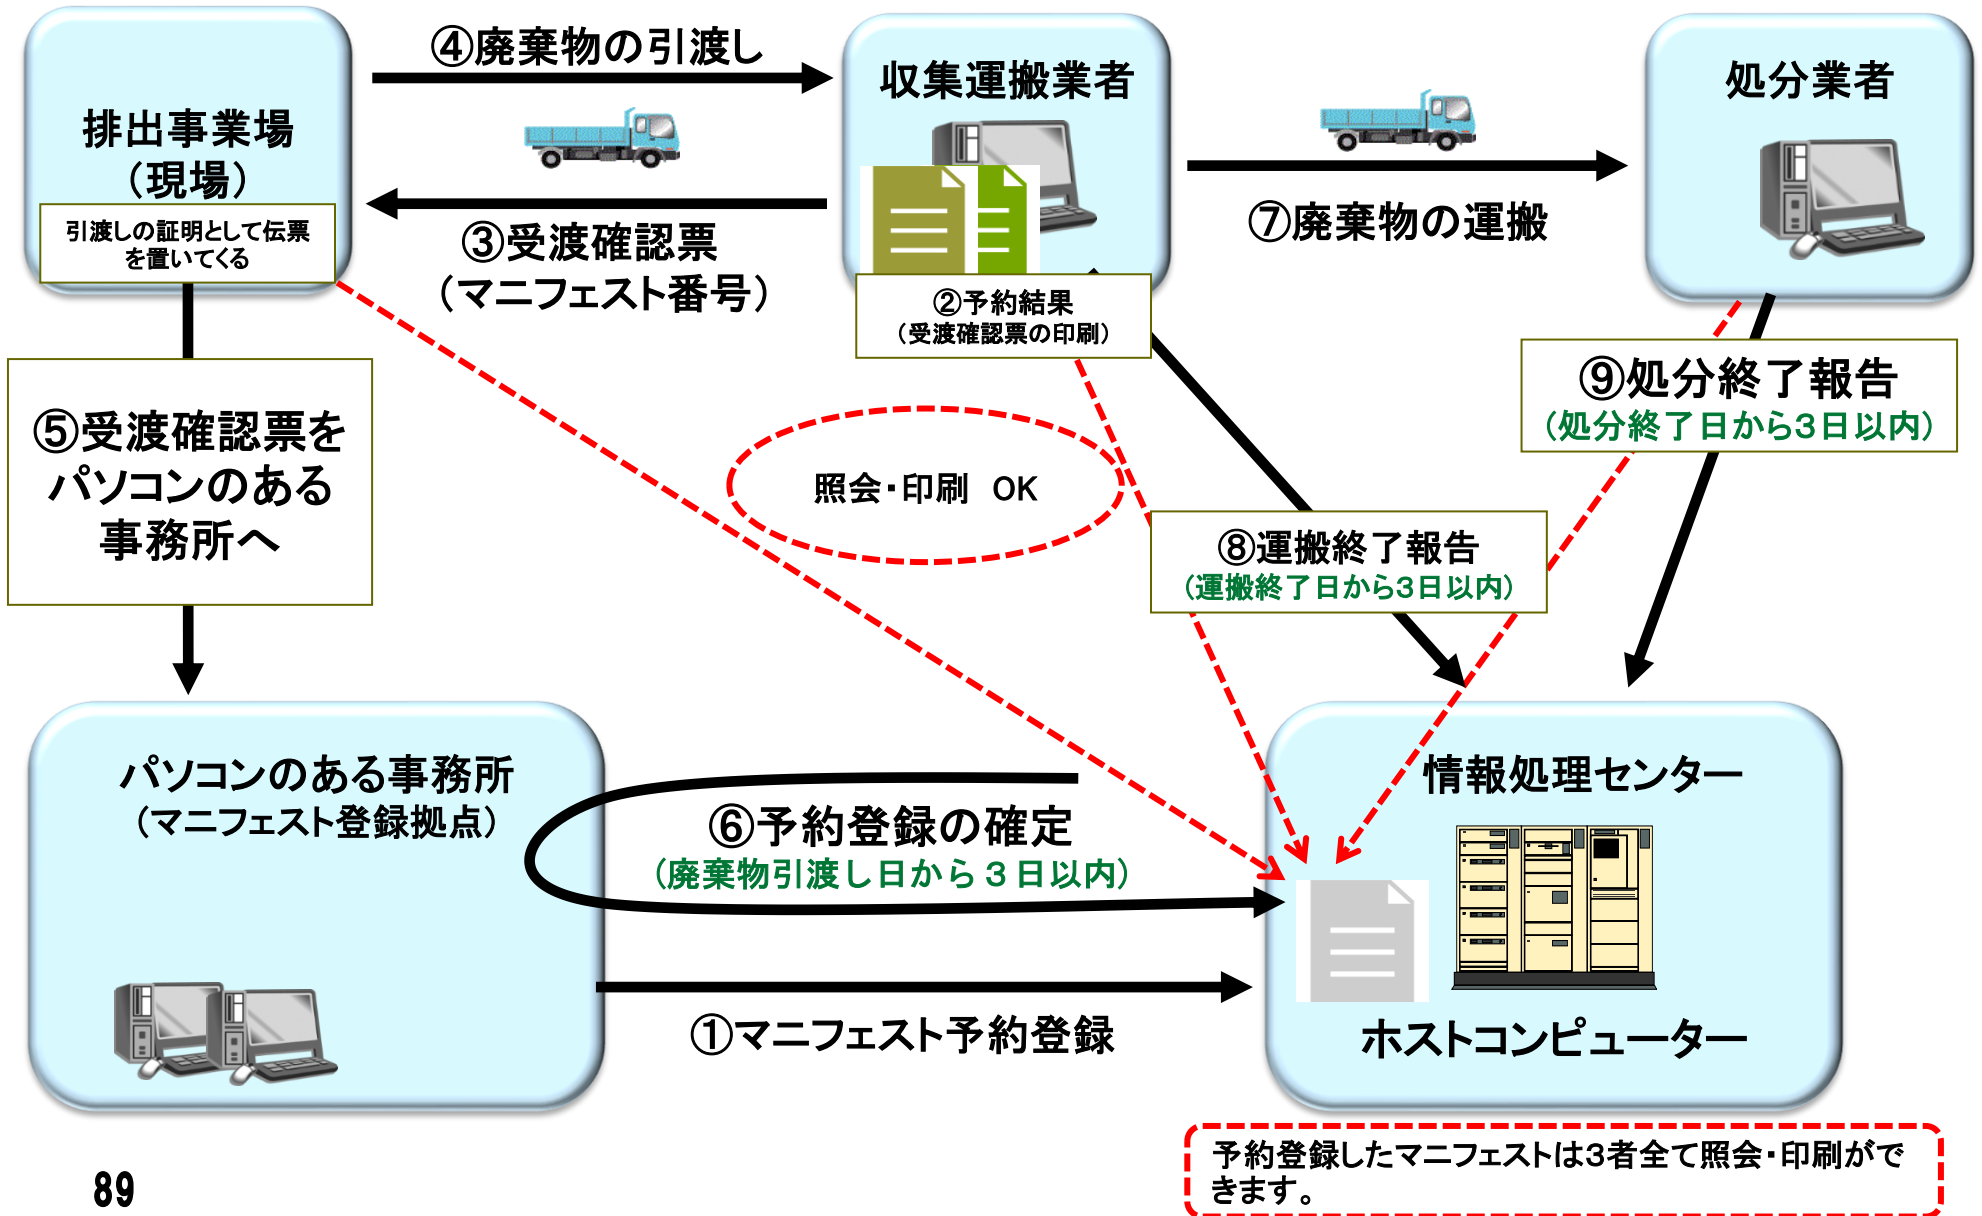 ④廃棄物の引渡し
収集運搬業者
処分業者
排出事業場
（現場）
引渡しの証明として伝票
を置いてくる
③受渡確認票
（マニフェスト番号）
⑦廃棄物の運搬
②予約結果
（受渡確認票の印刷）
⑨処分終了報告
（処分終了日から3日以内）
⑤受渡確認票を
パソコンのある
事務所へ
照会・印刷　OK
⑧運搬終了報告
（運搬終了日から3日以内）
パソコンのある事務所
（マニフェスト登録拠点）
⑥予約登録の確定
（廃棄物引渡し日から３日以内）
情報処理センター
①マニフェスト予約登録
ホストコンピューター
予約登録したマニフェストは3者全て照会・印刷がで
きます。
89